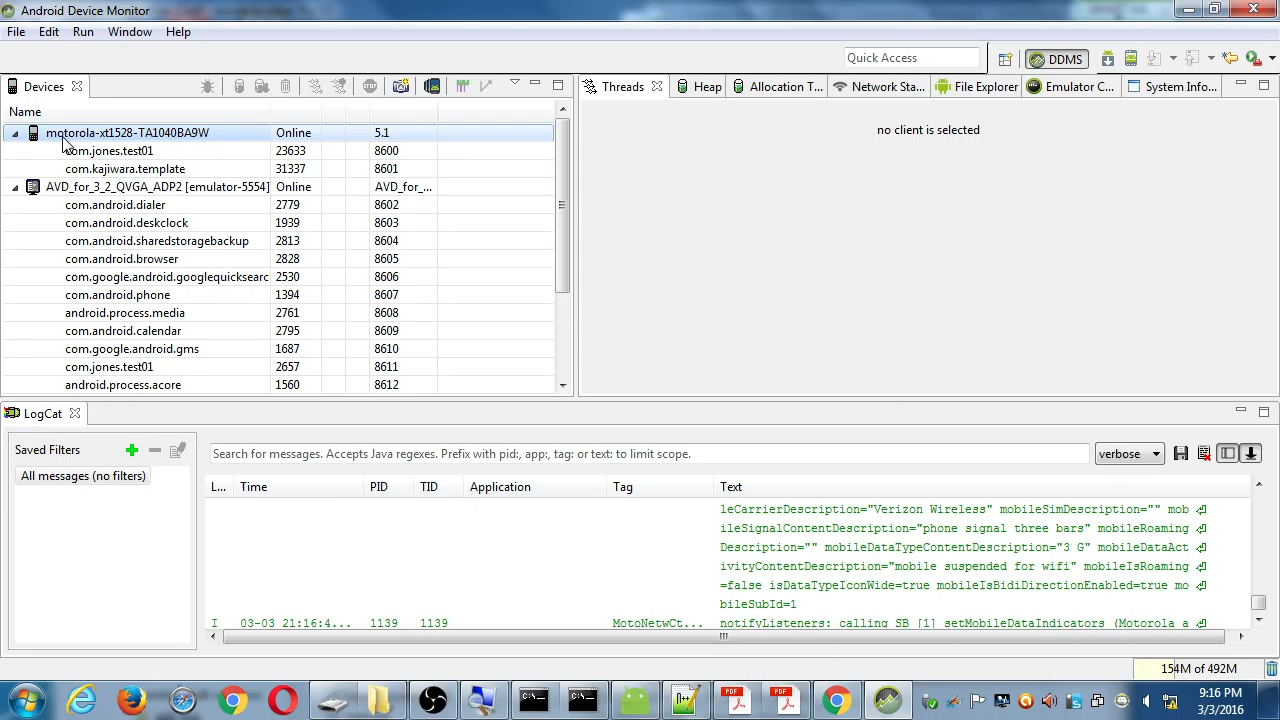 Android Device Monitor
File Edit Run Window Help
Quick Access
DDMS
Devices
Threads
Heap
Allocation T...
Network Sta...
File Explorer
Emulator C...
System Info...
Name
no client is selected
motorola-xt1528-TA1040BA9W Online 5.1
com.jones.test01 23633 8600
com.kajiwara.template 31337 8601
AVD_for_3_2_QVGA_ADP2 [emulator-5554] Online AVD_for_...
com.android.dialer 2779 8602
com.android.deskclock 1939 8603
com.android.sharedstoragebackup 2813 8604
com.android.browser 2828 8605
com.google.android.googlequicksearc 2530 8606
com.android.phone 1394 8607
android.process.media 2761 8608
com.android.calendar 2795 8609
com.google.android.gms 1687 8610
com.jones.test01 2657 8611
android.process.acore 1560 8612
LogCat
Saved Filters
All messages (no filters)
Search for messages. Accepts Java regexes. Prefix with pid:, app:, tag: or text: to limit scope.
verbose
L... Time PID TID Application Tag Text
leCarrierDescription="Verizon Wireless" mobileSimDescription="" mob
ileSignalContentDescription="phone signal three bars" mobileRoaming
Description="" mobileDataTypeContentDescription="3 G" mobileDataAct
ivityContentDescription="mobile suspended for wifi" mobileIsRoaming
=false isDataTypeIconWide=true mobileIsBidiDirectionEnabled=true mo
bileSubId=1
I 03-03 21:16:4... 1139 1139 MotoNetwCt... notifyListeners: calling SB [1] setMobileDataIndicators (Motorola a
154M of 492M
9:16 PM
3/3/2016